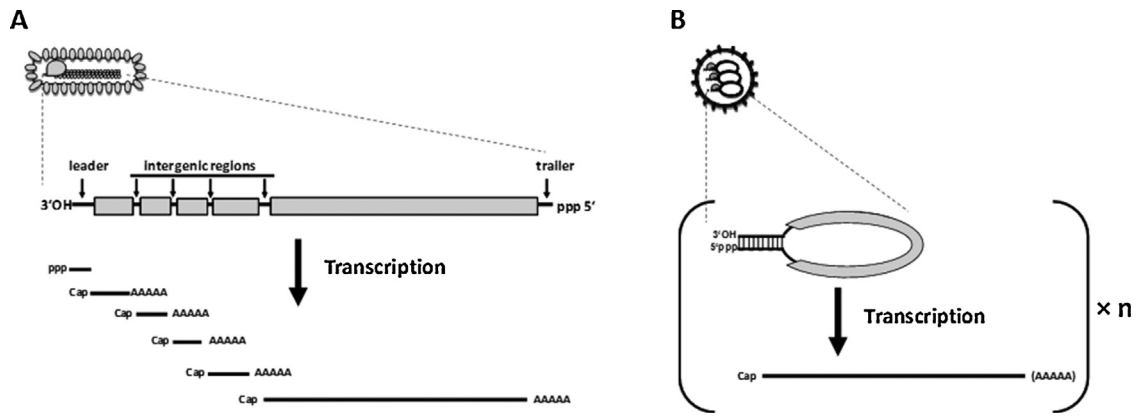 A
leader
intergenic regions
trailer
3'OH
ppp 5'
Transcription
ppp
Cap AAAAA
Cap AAAAA
Cap AAAAA
Cap AAAAA
Cap AAAAA
B
3'OH
5'ppp
Transcription
× n
Cap (AAAAA)